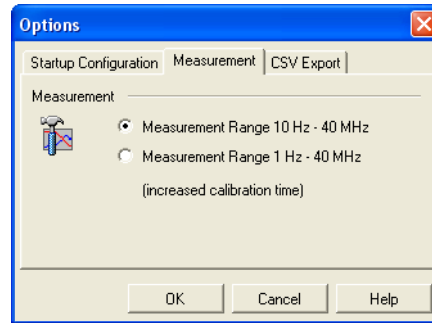 Options
Startup Configuration Measurement CSV Export
Measurement
Measurement Range 10 Hz - 40 MHz
Measurement Range 1 Hz - 40 MHz
(increased calibration time)
OK Cancel Help